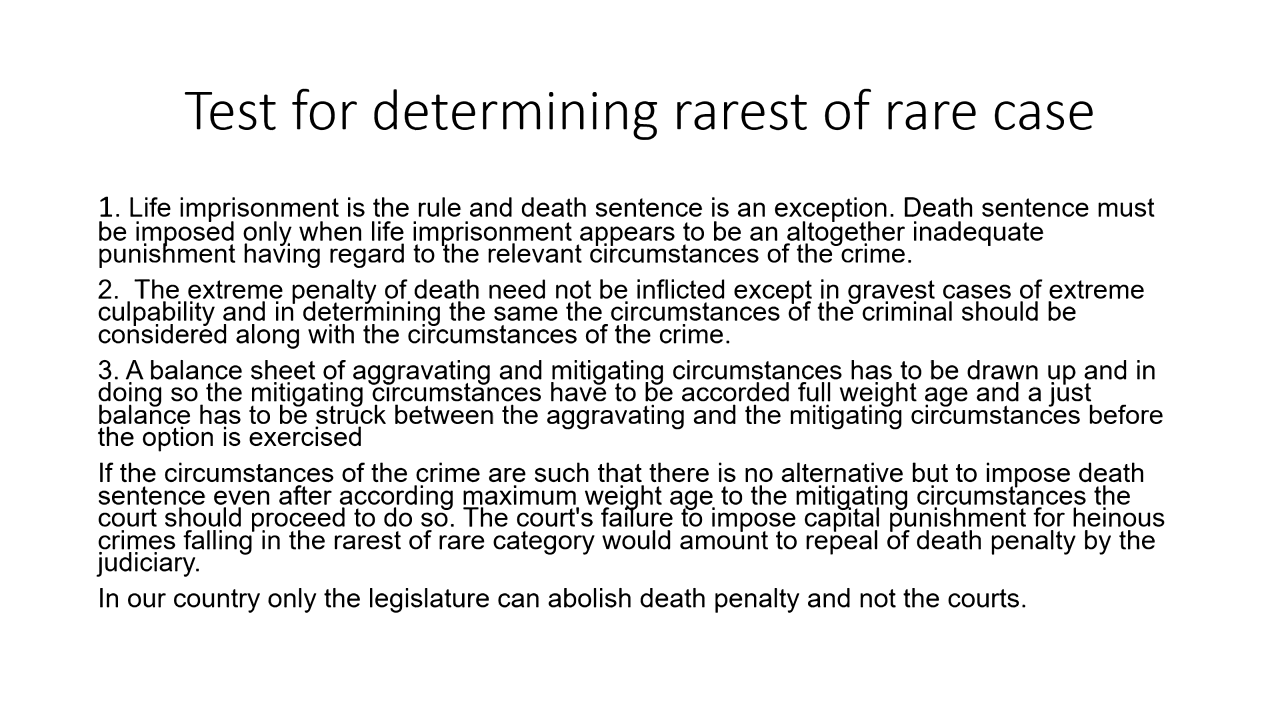 Test for determining rarest of rare case
1. Life imprisonment is the rule and death sentence is an exception. Death sentence must
be imposed only when life imprisonment appears to be an altogether inadequate
punishment having regard to the relevant circumstances of the crime.
2.  The extreme penalty of death need not be inflicted except in gravest cases of extreme
culpability and in determining the same the circumstances of the criminal should be
considered along with the circumstances of the crime.
3. A balance sheet of aggravating and mitigating circumstances has to be drawn up and in
doing so the mitigating circumstances have to be accorded full weight age and a just
balance has to be struck between the aggravating and the mitigating circumstances before
the option is exercised
If the circumstances of the crime are such that there is no alternative but to impose death
sentence even after according maximum weight age to the mitigating circumstances the
court should proceed to do so. The court's failure to impose capital punishment for heinous
crimes falling in the rarest of rare category would amount to repeal of death penalty by the
judiciary.
In our country only the legislature can abolish death penalty and not the courts.